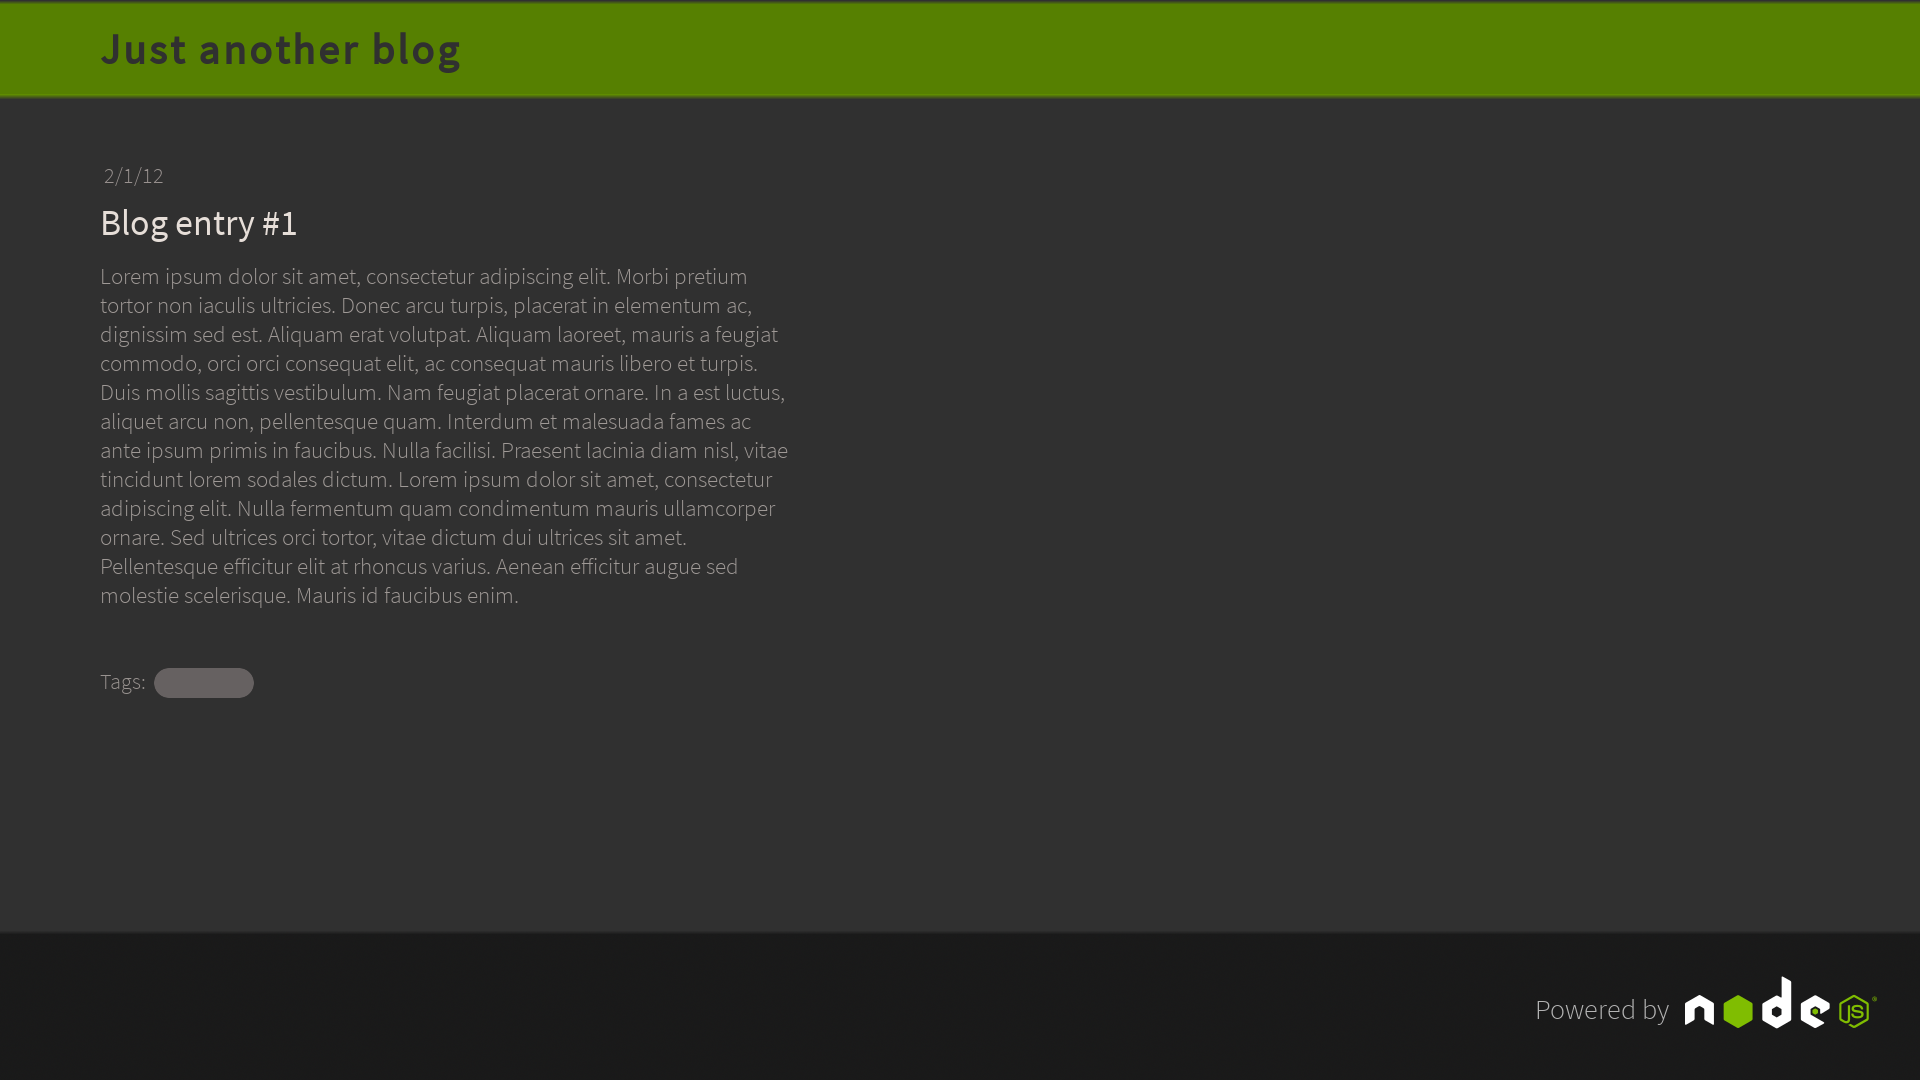 Just another blog
2/1/12
Blog entry #1
Lorem ipsum dolor sit amet, consectetur adipiscing elit. Morbi pretium
tortor non iaculis ultricies. Donec arcu turpis, placerat in elementum ac,
dignissim sed est. Aliquam erat volutpat. Aliquam laoreet, mauris a feugiat
commodo, orci orci consequat elit, ac consequat mauris libero et turpis.
Duis mollis sagittis vestibulum. Nam feugiat placerat ornare. In a est luctus,
aliquet arcu non, pellentesque quam. Interdum et malesuada fames ac
ante ipsum primis in faucibus. Nulla facilisi. Praesent lacinia diam nisl, vitae
tincidunt lorem sodales dictum. Lorem ipsum dolor sit amet, consectetur
adipiscing elit. Nulla fermentum quam condimentum mauris ullamcorper
ornare. Sed ultrices orci tortor, vitae dictum dui ultrices sit amet.
Pellentesque efficitur elit at rhoncus varius. Aenean efficitur augue sed
molestie scelerisque. Mauris id faucibus enim.
Tags:
Powered by node JS®